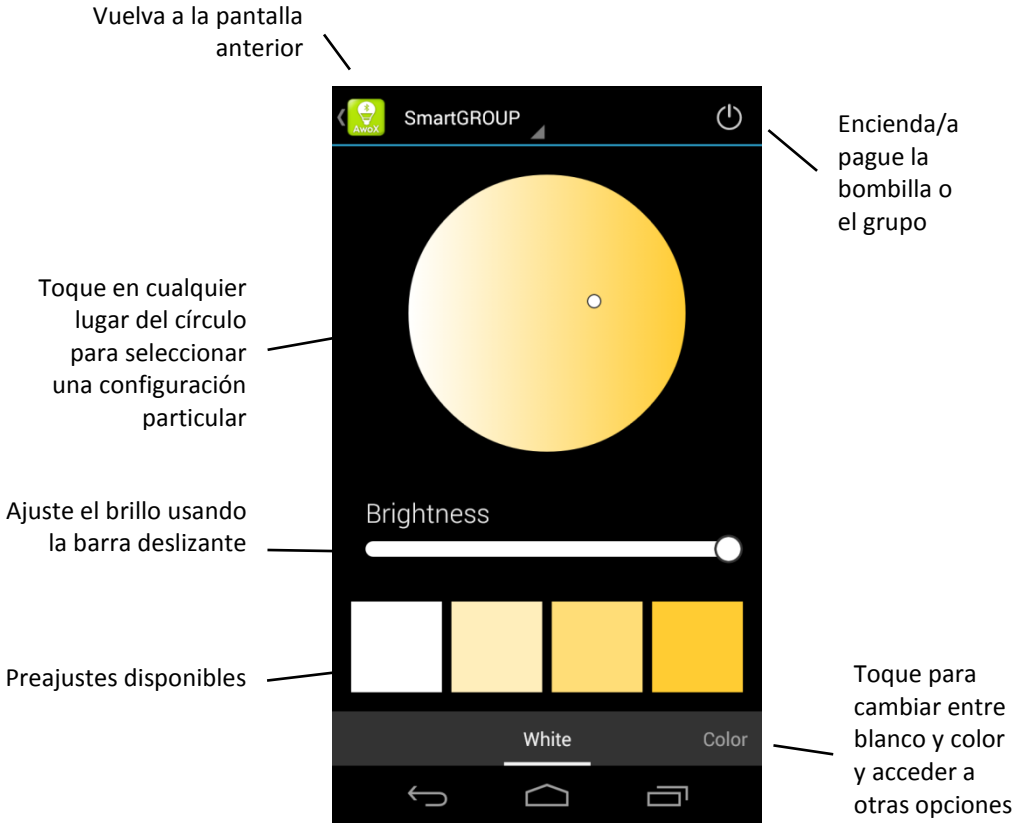 Vuelva a la pantalla
anterior
AwoX
SmartGROUP
Encienda/a
pague la
bombilla o
el grupo
Toque en cualquier
lugar del círculo
para seleccionar
una configuración
particular
Ajuste el brillo usando
la barra deslizante
Brightness
Preajustes disponibles
White
Color
Toque para
cambiar entre
blanco y color
y acceder a
otras opciones